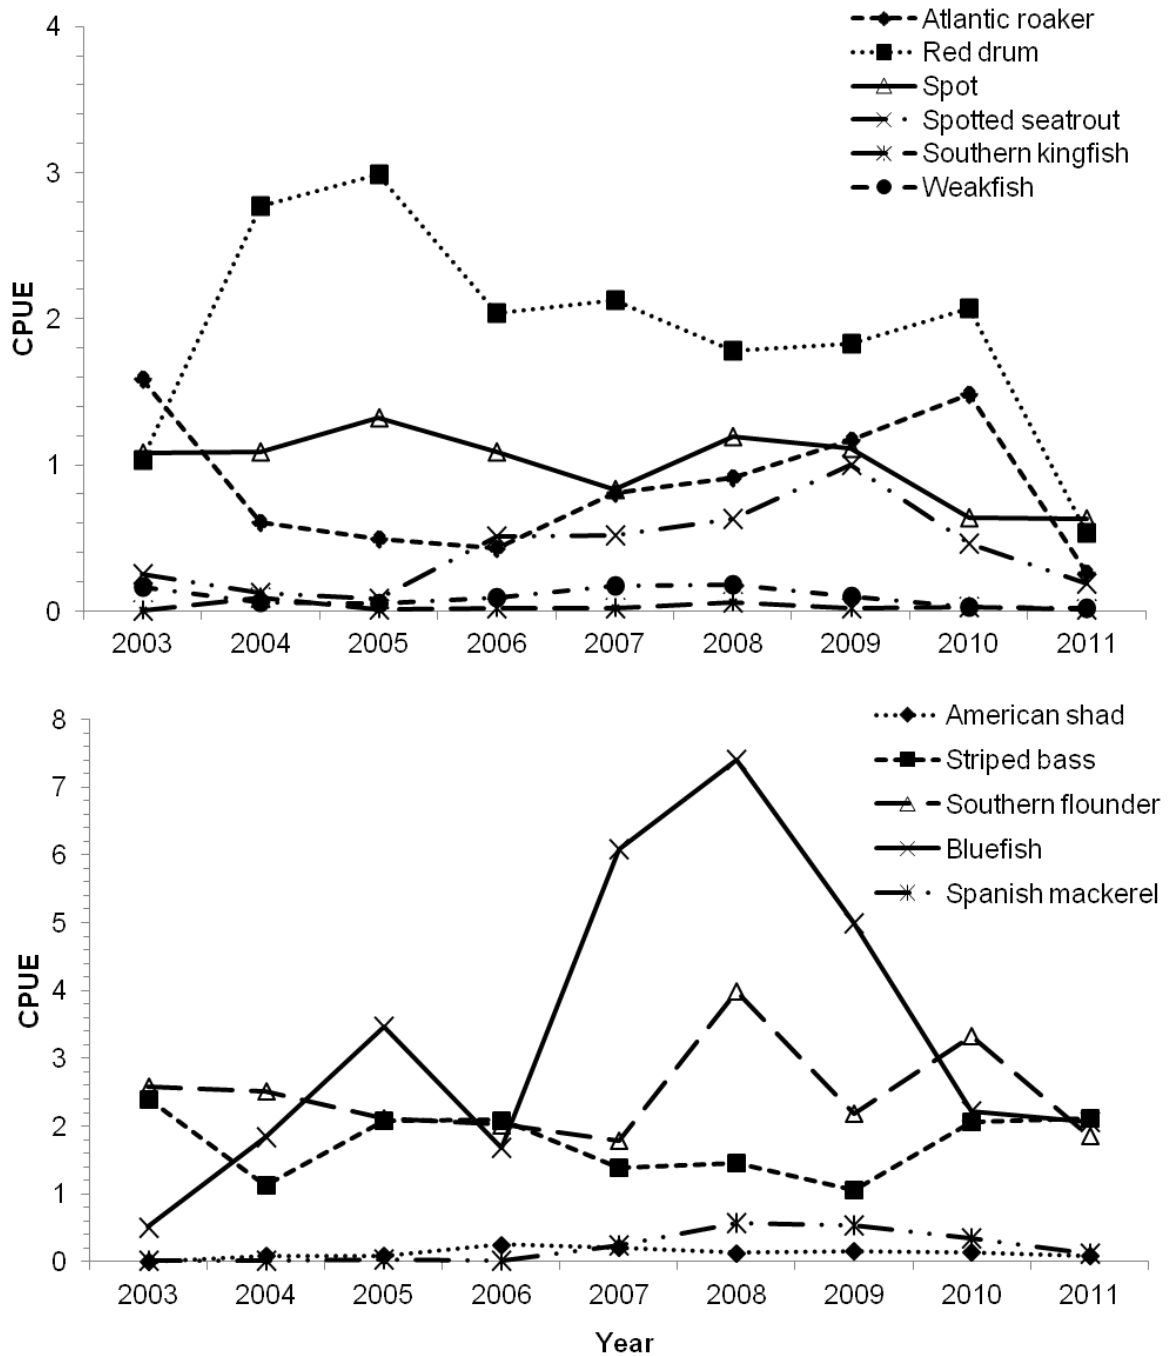 Atlantic roaker
Red drum
Spot
Spotted seatrout
Southern kingfish
Weakfish
4
3
2
1
0
CPUE
2003 2004 2005 2006 2007 2008 2009 2010 2011
American shad
Striped bass
Southern flounder
Bluefish
Spanish mackerel
8
7
6
5
4
3
2
1
0
CPUE
2003 2004 2005 2006 2007 2008 2009 2010 2011
Year